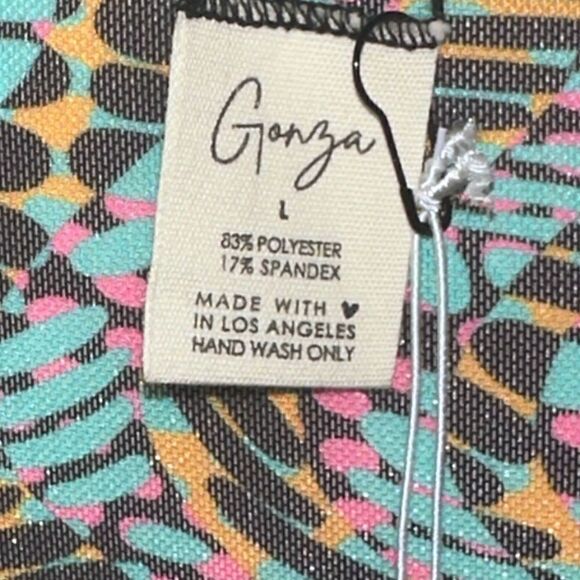 Gonza
L
83% POLYESTER
17% SPANDEX
MADE WITH ♥
IN LOS ANGELES
HAND WASH ONLY